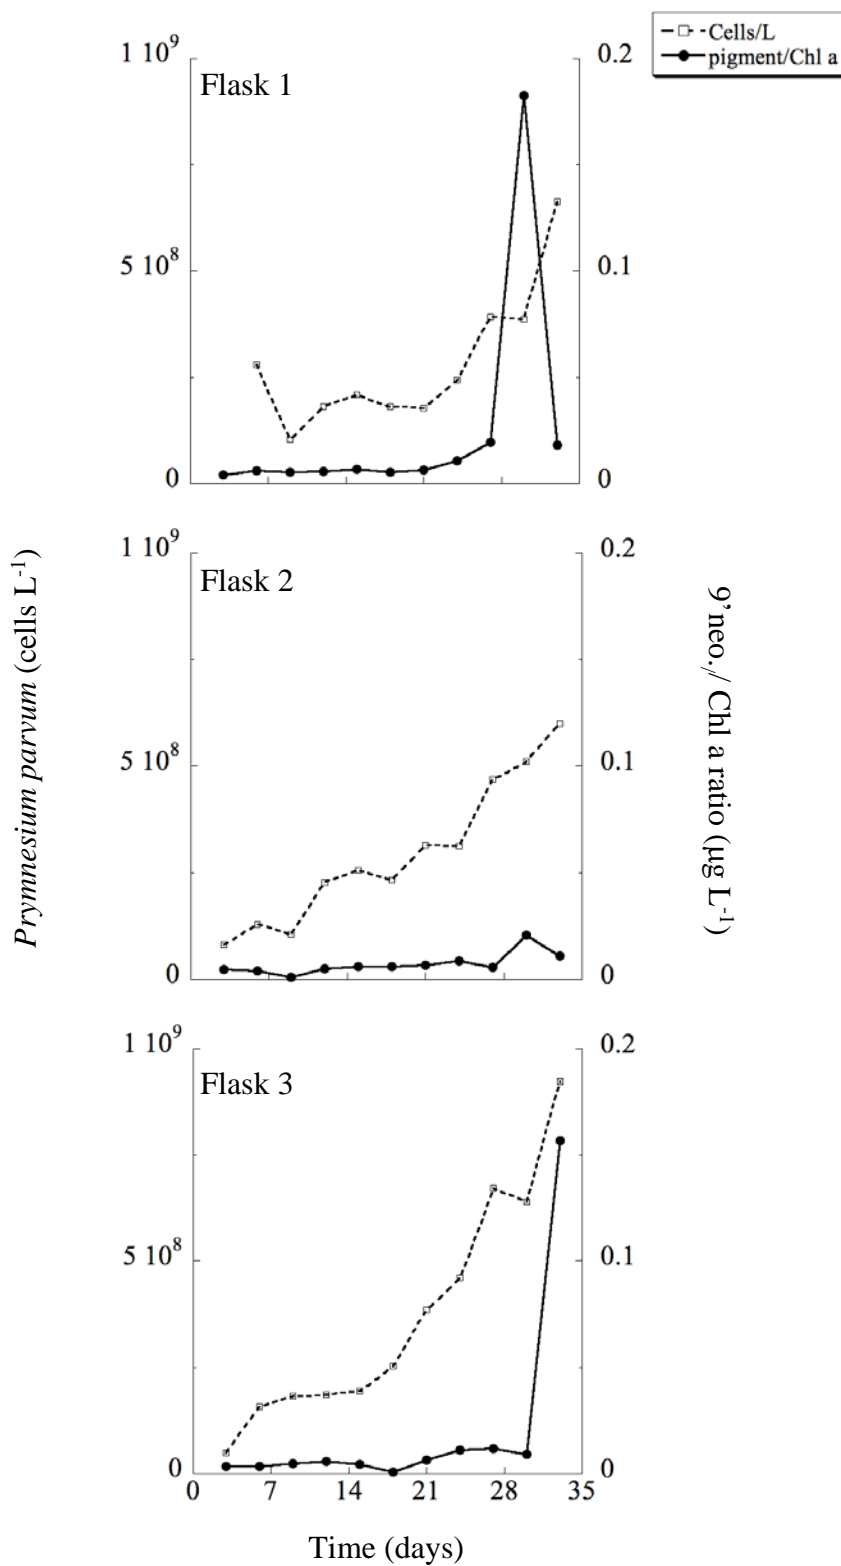 Cells/L
pigment/Chl a
Flask 1
1 10⁹
5 10⁸
0
0.2
0.1
0
Flask 2
1 10⁹
5 10⁸
0
0.2
0.1
0
Prymnesium parvum (cells L⁻¹)
9'neo./ Chl a ratio (µg L⁻¹)
Flask 3
1 10⁹
5 10⁸
0
0.2
0.1
0
0 7 14 21 28 35
Time (days)